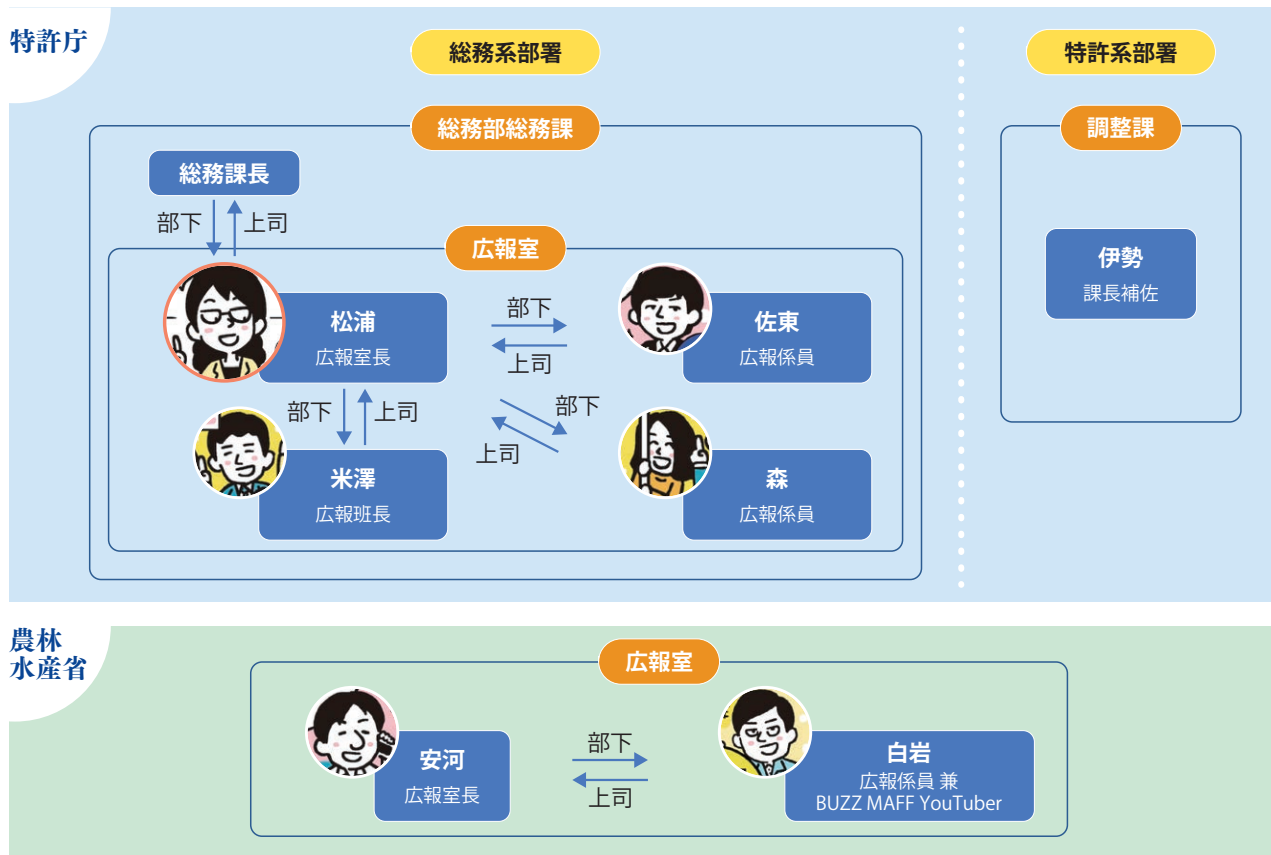 特許庁
総務系部署
特許系部署
総務部総務課
調整課
総務課長
部下
上司
広報室
伊勢
課長補佐
松浦
広報室長
部下
上司
佐東
広報係員
部下
上司
部下
上司
米澤
広報班長
森
広報係員
農林
水産省
広報室
安河
広報室長
部下
上司
白岩
広報係員 兼
BUZZ MAFF YouTuber